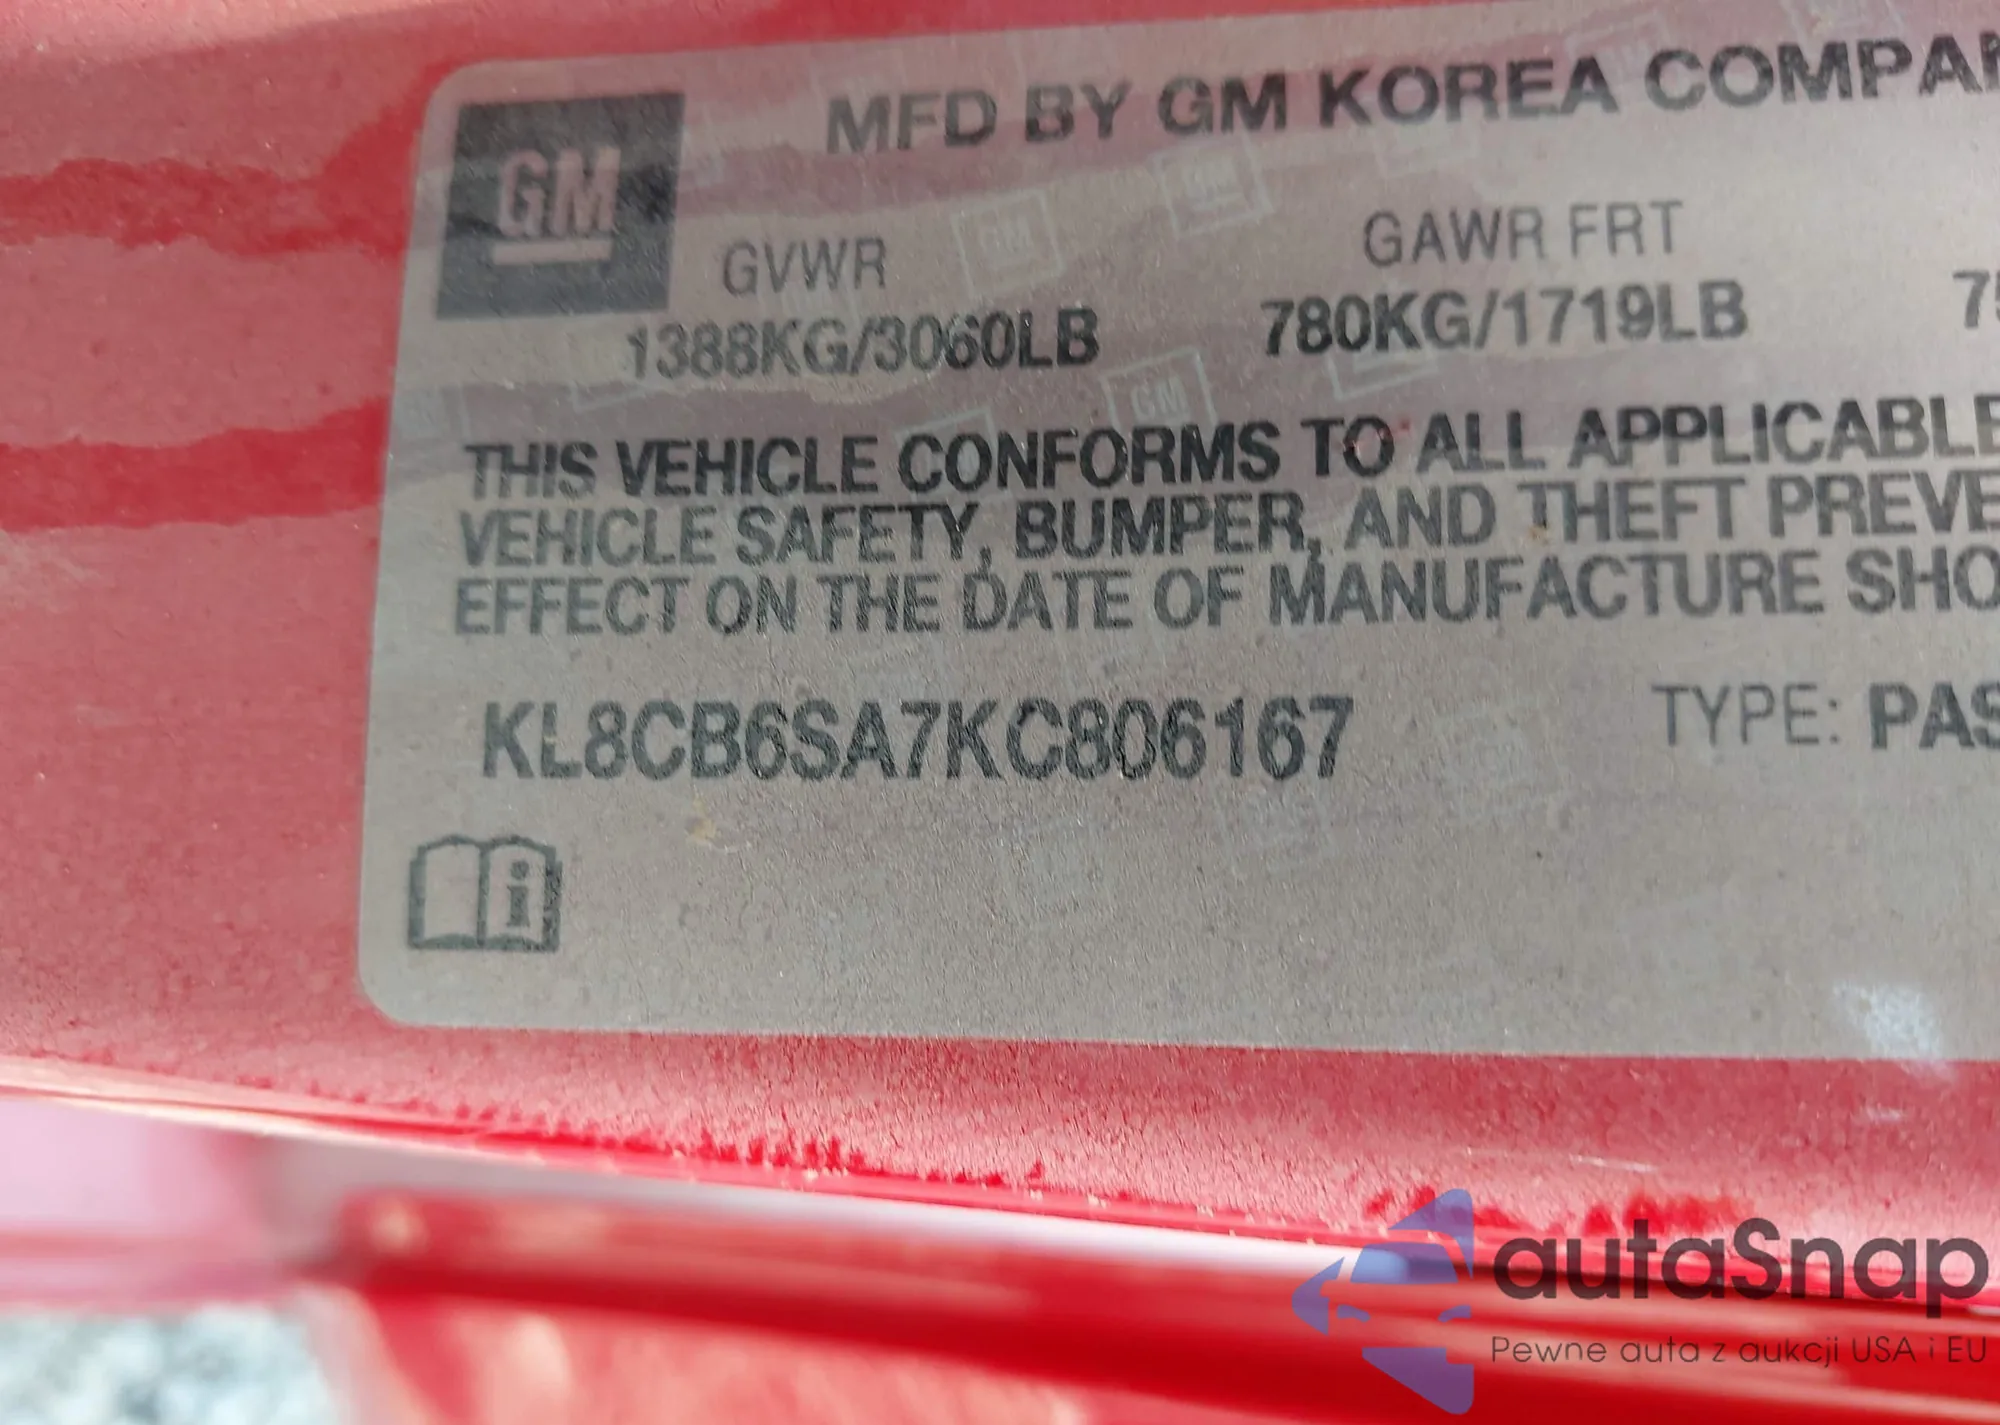 MFD BY GM KOREA COMPAN
GM
GVWR
GAWR FRT
1388KG/3060LB
780KG/1719LB
THIS VEHICLE CONFORMS TO ALL APPLICABLE
VEHICLE SAFETY, BUMPER, AND THEFT PREVE
EFFECT ON THE DATE OF MANUFACTURE SHO
KL8CB6SA7KC806167
TYPE: PAS
autaSnap
Pewne auta z aukcji USA i EU